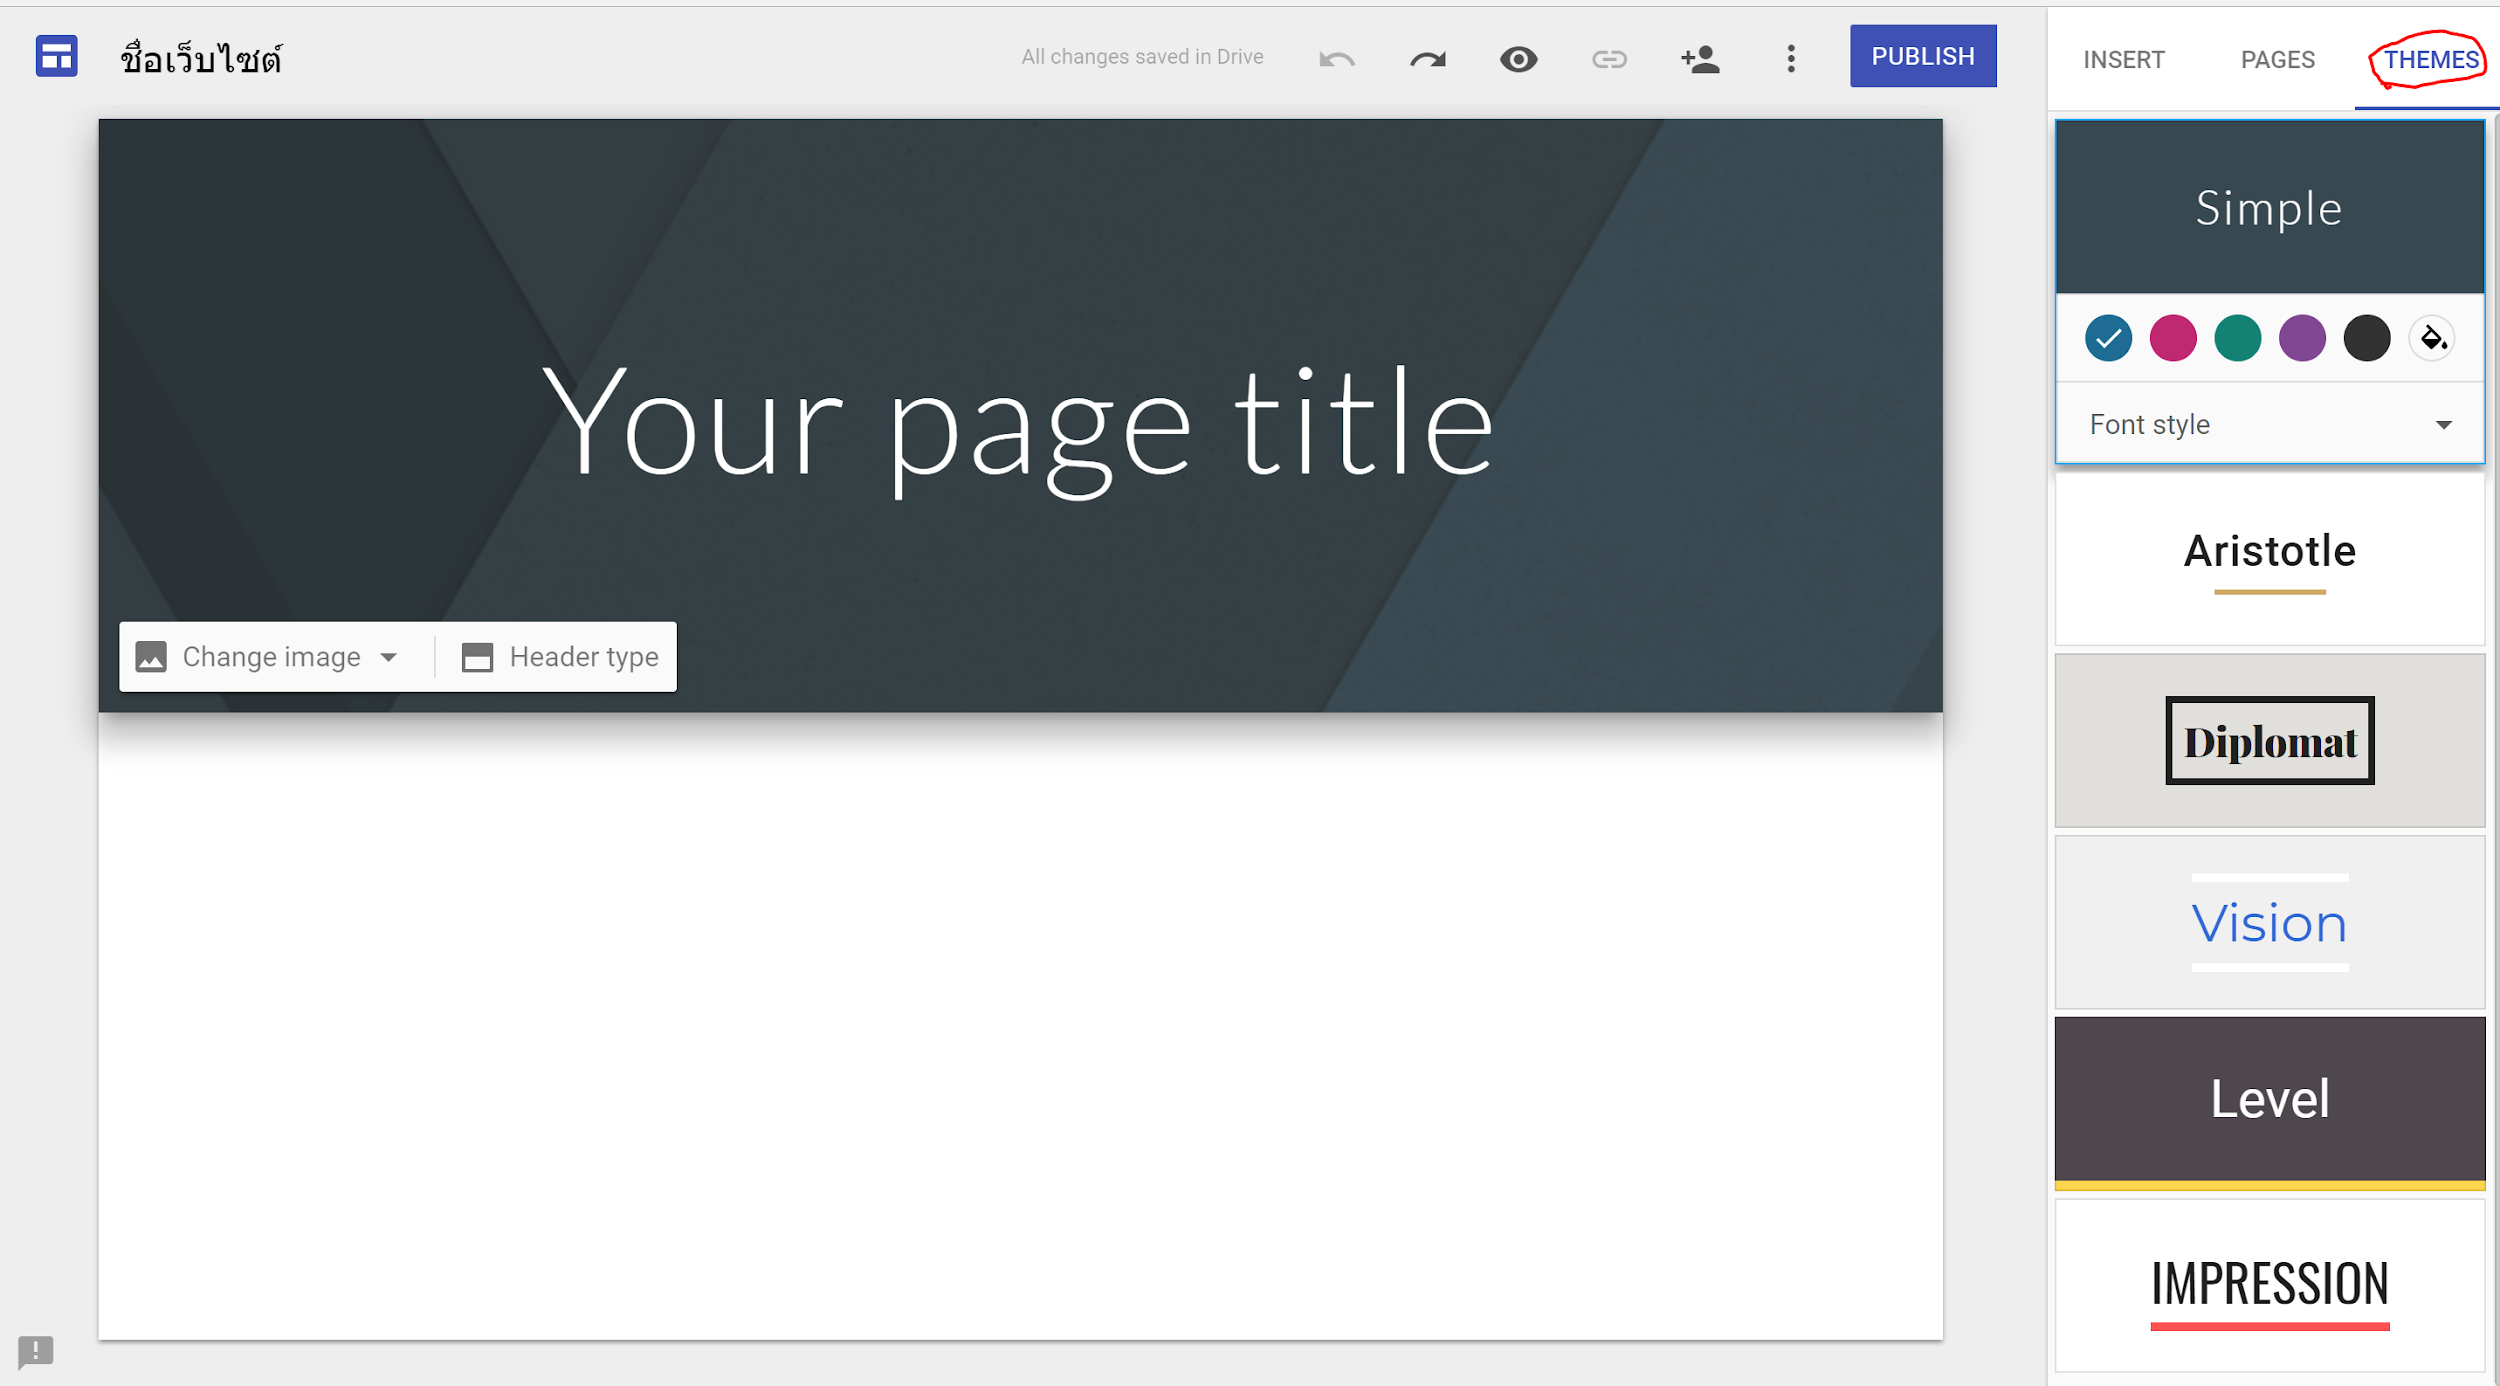 ชื่อเว็บไซต์
All changes saved in Drive
PUBLISH
INSERT
PAGES
THEMES
Your page title
Change image
Header type
Simple
Font style
Aristotle
Diplomat
Vision
Level
IMPRESSION